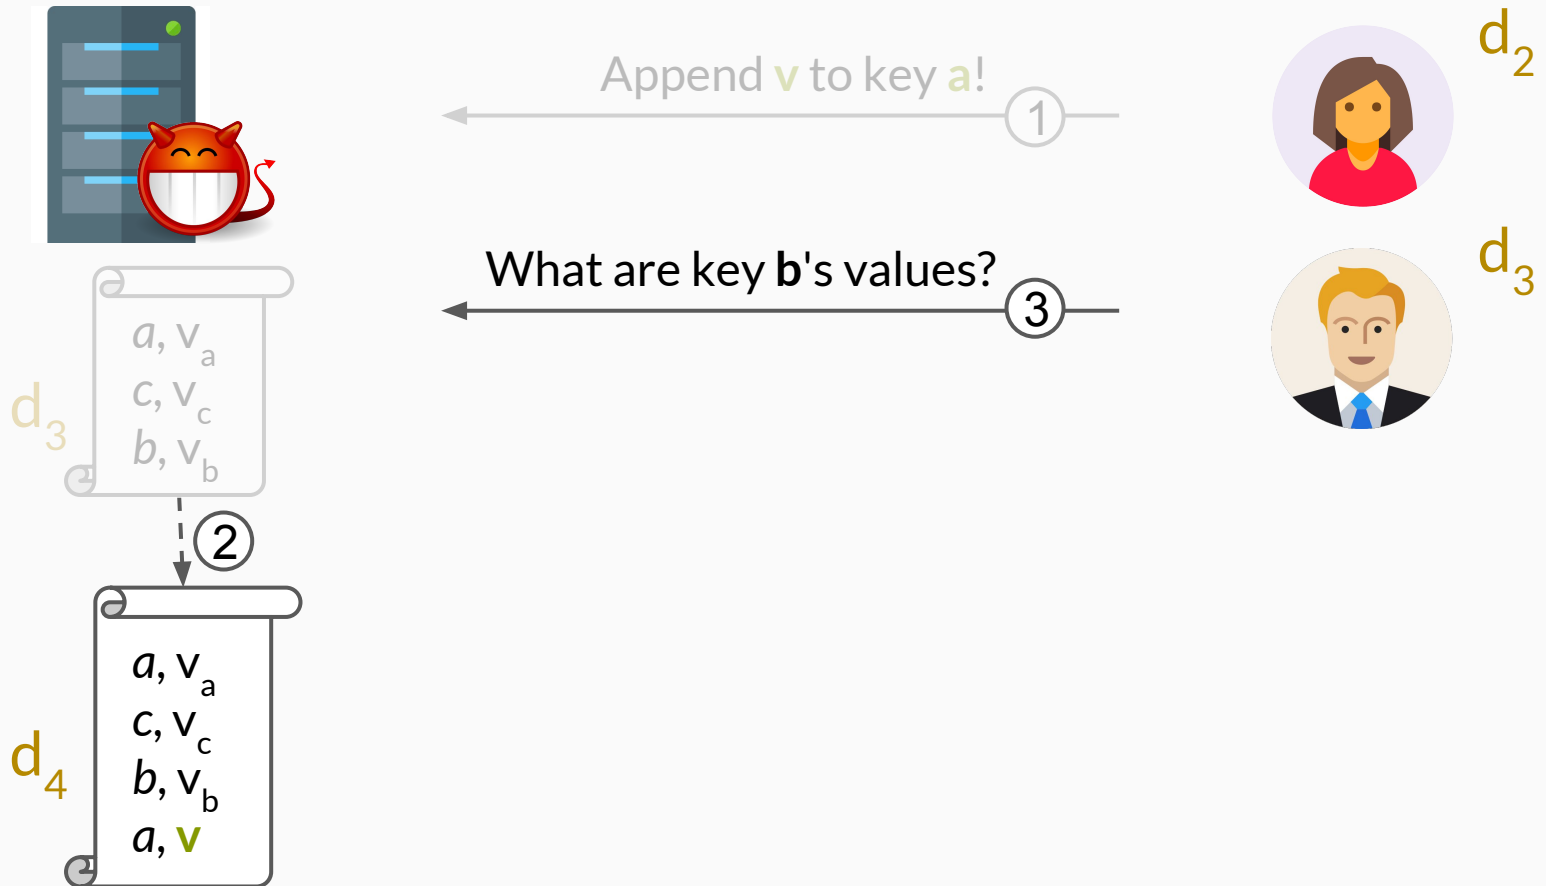 d2
Append v to key a!
1
d3
What are key b's values?
3
a, va
c, vc
b, vb
d3
2
a, va
c, vc
b, vb
a, v
d4